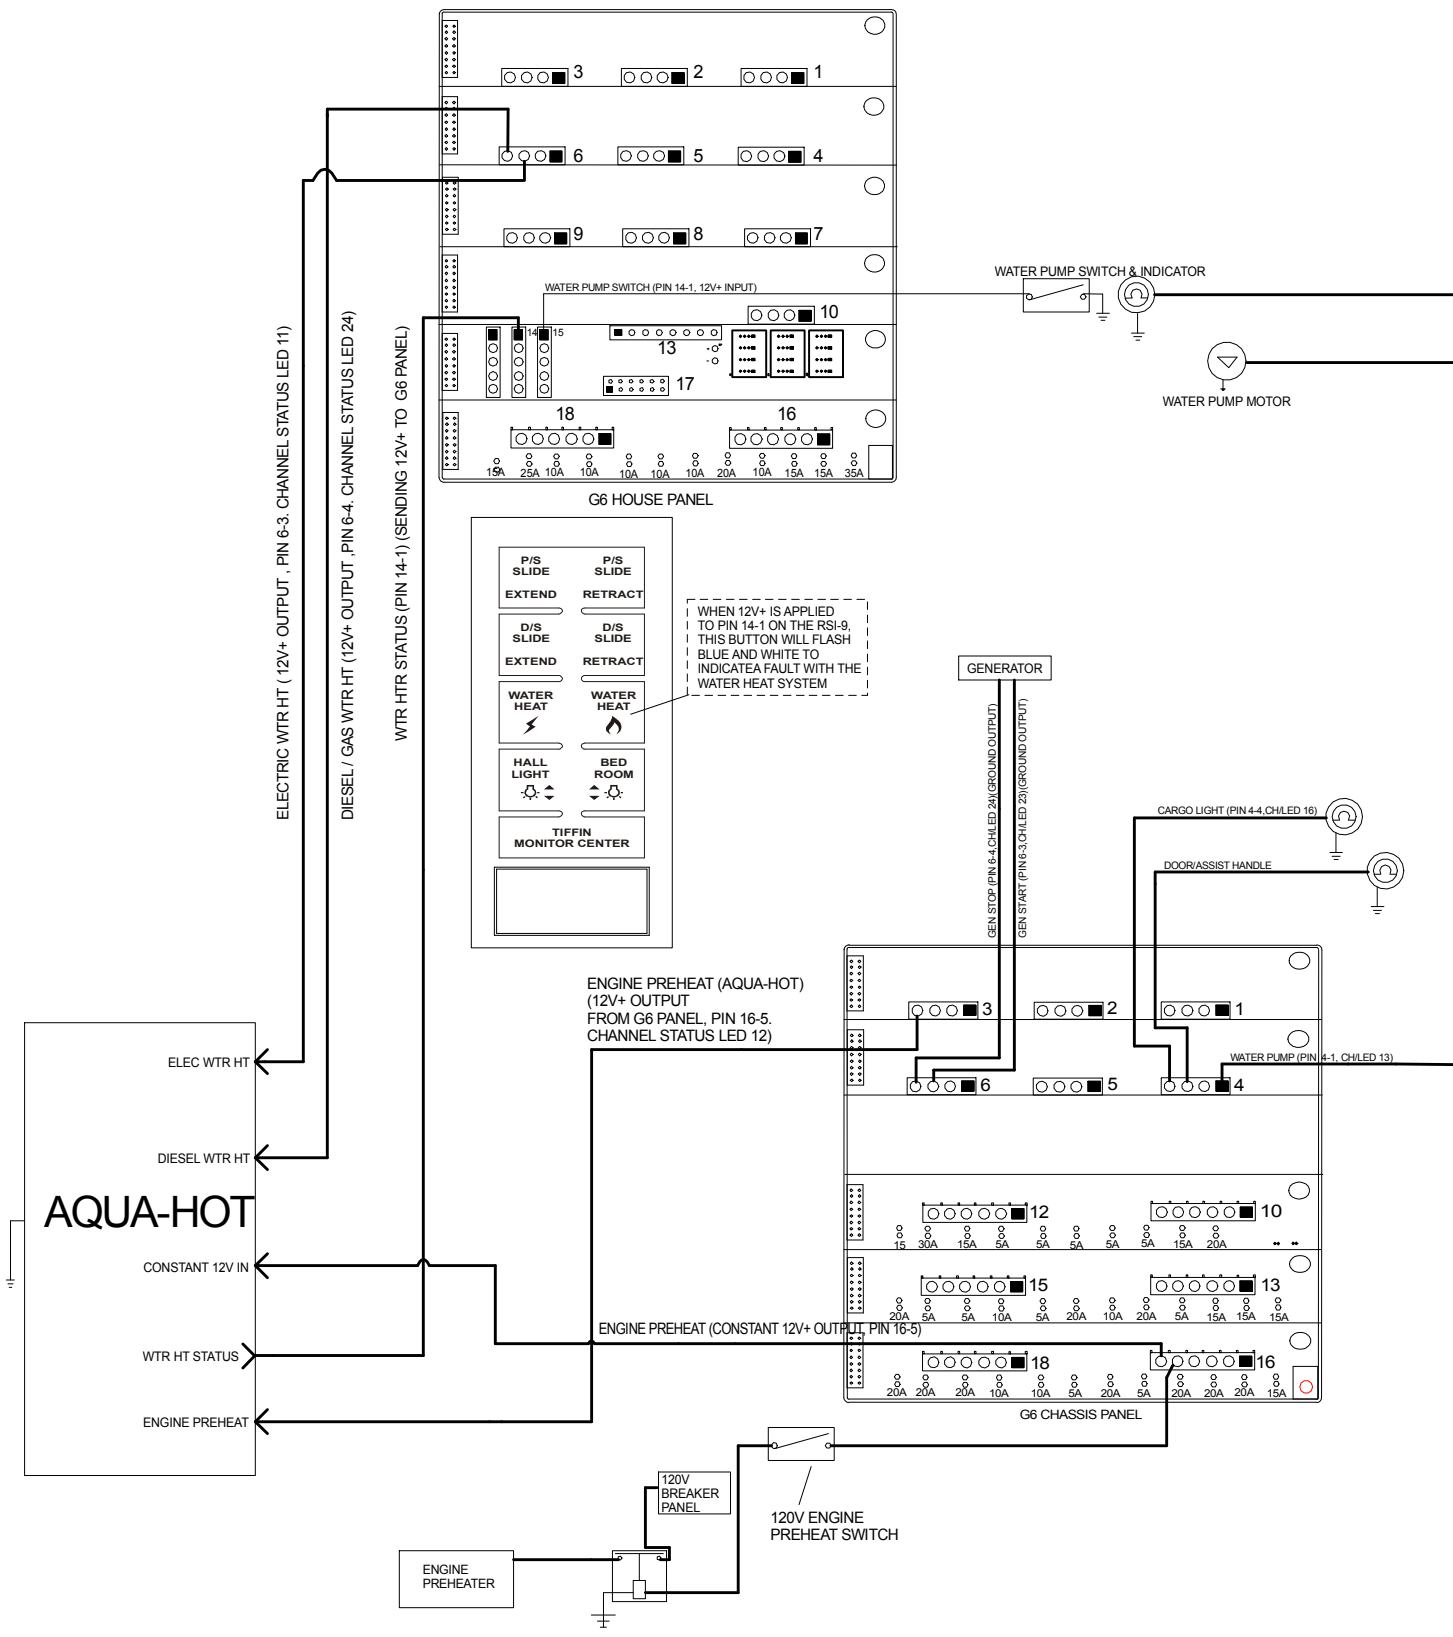 3
2
1
6
5
4
9
8
7
WATER PUMP SWITCH (PIN 14-1, 12V+ INPUT)
WATER PUMP SWITCH & INDICATOR
10
14
15
13
17
WATER PUMP MOTOR
18
16
15A
25A
10A
10A
10A
10A
10A
20A
10A
15A
15A
35A
G6 HOUSE PANEL
ELECTRIC WTR HT ( 12V+ OUTPUT , PIN 6-3. CHANNEL STATUS LED 11)
DIESEL / GAS WTR HT (12V+ OUTPUT ,PIN 6-4. CHANNEL STATUS LED 24)
WTR HTR STATUS (PIN 14-1) (SENDING 12V+ TO G6 PANEL)
P/S
SLIDE
EXTEND
P/S
SLIDE
RETRACT
D/S
SLIDE
EXTEND
D/S
SLIDE
RETRACT
WATER
HEAT
WATER
HEAT
HALL
LIGHT
BED
ROOM
TIFFIN
MONITOR CENTER
WHEN 12V+ IS APPLIED
TO PIN 14-1 ON THE RSI-9,
THIS BUTTON WILL FLASH
BLUE AND WHITE TO
INDICATEA FAULT WITH THE
WATER HEAT SYSTEM
GENERATOR
GEN STOP (PIN 6-4,CH/LED 24)(GROUND OUTPUT)
GEN START (PIN 6-3,CH/LED 23)(GROUND OUTPUT)
CARGO LIGHT (PIN 4-4,CH/LED 16)
DOOR/ASSIST HANDLE
ENGINE PREHEAT (AQUA-HOT)
(12V+ OUTPUT
FROM G6 PANEL, PIN 16-5.
CHANNEL STATUS LED 12)
3
2
1
WATER PUMP (PIN 4-1, CH/LED 13)
6
5
4
12
10
15
30A
15A
5A
5A
5A
5A
5A
15A
20A
15
13
20A
5A
5A
10A
5A
20A
10A
20A
5A
15A
15A
15A
ENGINE PREHEAT (CONSTANT 12V+ OUTPUT, PIN 16-5)
18
16
20A
20A
20A
10A
10A
5A
20A
5A
20A
20A
20A
15A
G6 CHASSIS PANEL
ELEC WTR HT
DIESEL WTR HT
AQUA-HOT
CONSTANT 12V IN
WTR HT STATUS
ENGINE PREHEAT
120V
BREAKER
PANEL
120V ENGINE
PREHEAT SWITCH
ENGINE
PREHEATER